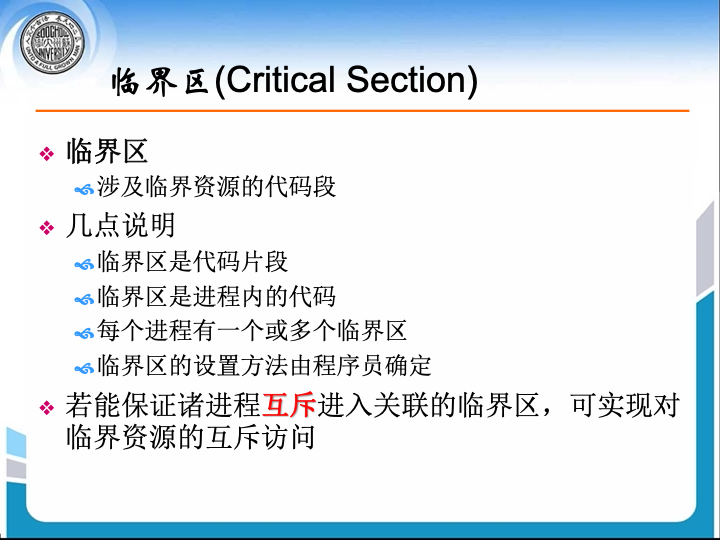 临界区(Critical Section)
临界区
涉及临界资源的代码段
几点说明
临界区是代码片段
临界区是进程内的代码
每个进程有一个或多个临界区
临界区的设置方法由程序员确定
若能保证诸进程互斥进入关联的临界区，可实现对
临界资源的互斥访问